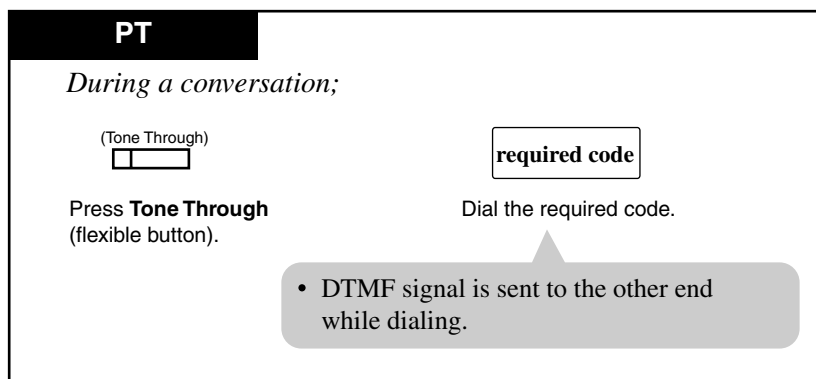 PT
During a conversation;
(Tone Through)
required code
Press Tone Through
(flexible button).
Dial the required code.
• DTMF signal is sent to the other end
while dialing.